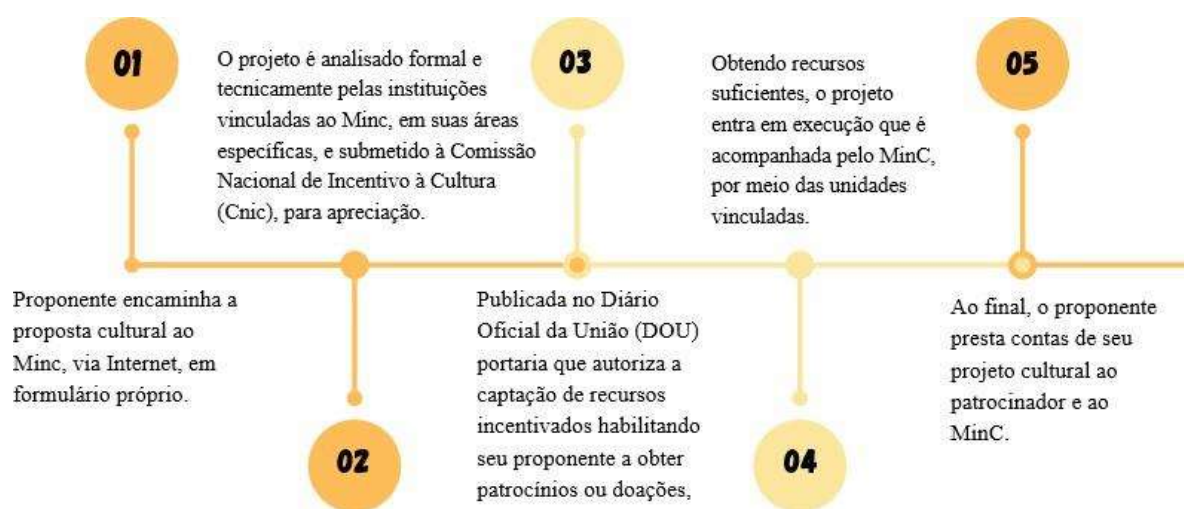 01
Proponente encaminha a
proposta cultural ao
Minc, via Internet, em
formulário próprio.
O projeto é analisado formal e
tecnicamente pelas instituições
vinculadas ao Minc, em suas áreas
específicas, e submetido à Comissão
Nacional de Incentivo à Cultura
(Cnic), para apreciação.
02
03
Publicada no Diário
Oficial da União (DOU)
portaria que autoriza a
captação de recursos
incentivados habilitando
seu proponente a obter
patrocínios ou doações,
Obtendo recursos
suficientes, o projeto
entra em execução que é
acompanhada pelo MinC,
por meio das unidades
vinculadas.
04
05
Ao final, o proponente
presta contas de seu
projeto cultural ao
patrocinador e ao
MinC.